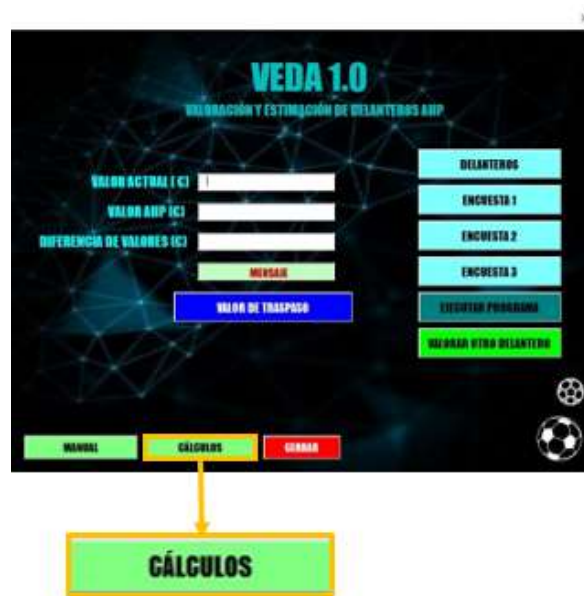 VEDA 1.0
VALORACIÓN Y ESTIMACIÓN DE DELANTEROS AHP
VALOR ACTUAL (€)
VALOR AHP (€)
DIFERENCIA DE VALORES (€)
MENSAJE
VALOR DE TRASPASO
DELANTEROS
ENCUESTA 1
ENCUESTA 2
ENCUESTA 3
EJECUTAR PROGRAMA
VALORAR OTRO DELANTERO
MANUAL
CÁLCULOS
CERRAR
CÁLCULOS